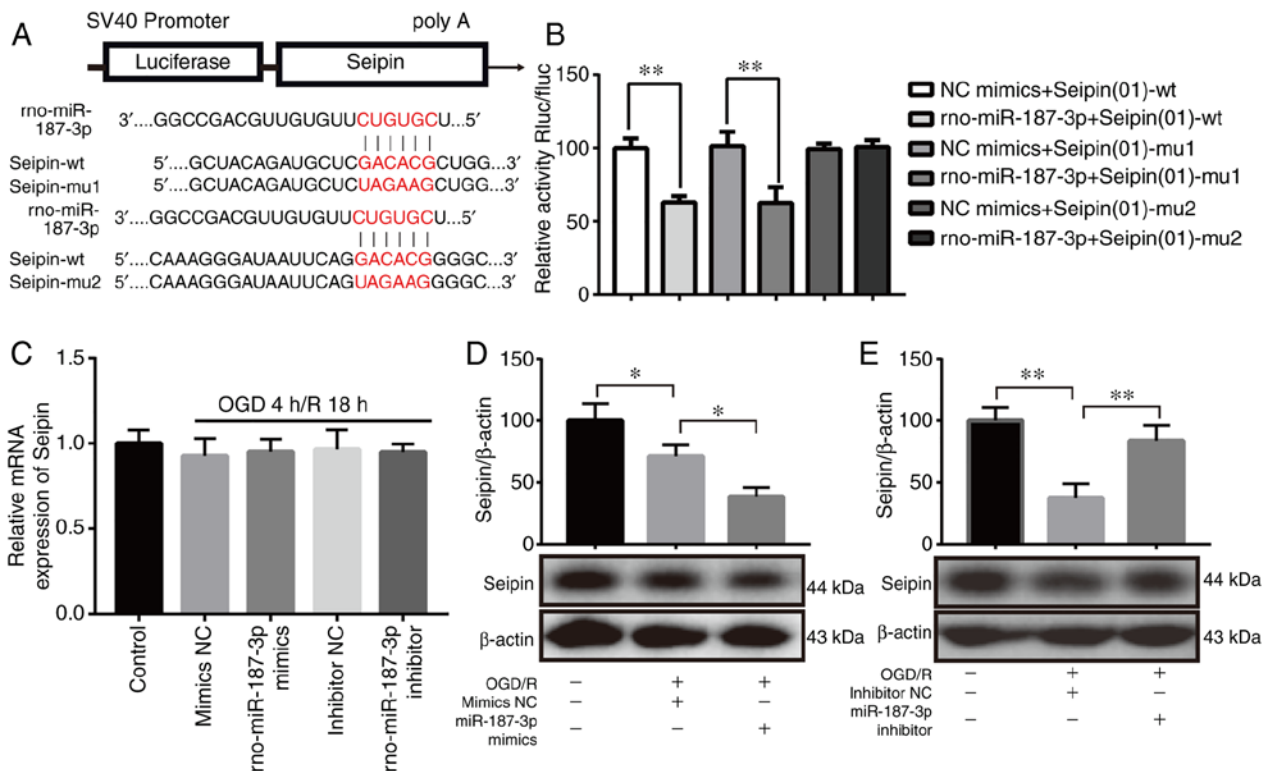 A
SV40 Promoter
poly A
Luciferase
Seipin
rno-miR-
187-3p
3′....GGCCGACGUUGUGUUCUGUGCU...5′
Seipin-wt
5′....GCUACAGAUGCUCGACACGCUGG...3′
Seipin-mu1
5′....GCUACAGAUGCUCUAGAAGCUGG...3′
rno-miR-
187-3p
3′....GGCCGACGUUGUGUUCUGUGCU...5′
Seipin-wt
5′....CAAAGGGAUAAUUCAGGACACGGGGC...3′
Seipin-mu2
5′....CAAAGGGAUAAUUCAGUAGAAGGGGC...3′
B
Relative activity Rluc/fluc
150
100
50
0
**
**
NC mimics+Seipin(01)-wt
rno-miR-187-3p+Seipin(01)-wt
NC mimics+Seipin(01)-mu1
rno-miR-187-3p+Seipin(01)-mu1
NC mimics+Seipin(01)-mu2
rno-miR-187-3p+Seipin(01)-mu2
C
Relative mRNA
expression of Seipin
1.5
1.0
0.5
0.0
OGD 4 h/R 18 h
Control
Mimics NC
rno-miR-187-3p
mimics
Inhibitor NC
rno-miR-187-3p
inhibitor
D
Seipin/β-actin
150
100
50
0
*
*
Seipin
44 kDa
β-actin
43 kDa
OGD/R − + +
Mimics NC − + −
miR-187-3p
mimics
− − +
E
Seipin/β-actin
150
100
50
0
**
**
Seipin
44 kDa
β-actin
43 kDa
OGD/R − + +
Inhibitor NC − + −
miR-187-3p
inhibitor
− − +